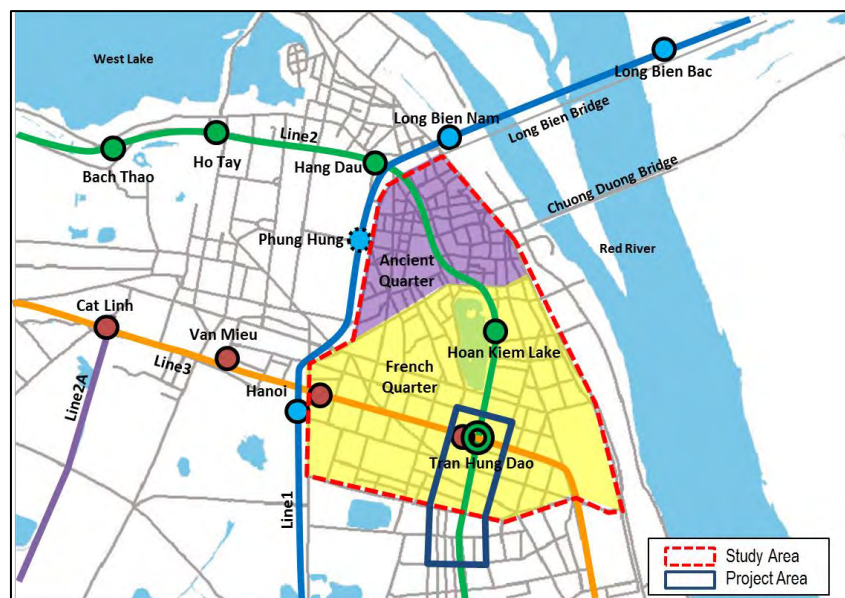 West Lake
Long Bien Bac
Long Bien Nam
Long Bien Bridge
Line2
Ho Tay
Bach Thao
Hang Dau
Chuong Duong Bridge
Phung Hung
Red River
Ancient
Quarter
Cat Linh
Van Mieu
Hoan Kiem Lake
Line3
French
Quarter
Line2A
Hanoi
Tran Hung Dao
Line1
Study Area
Project Area